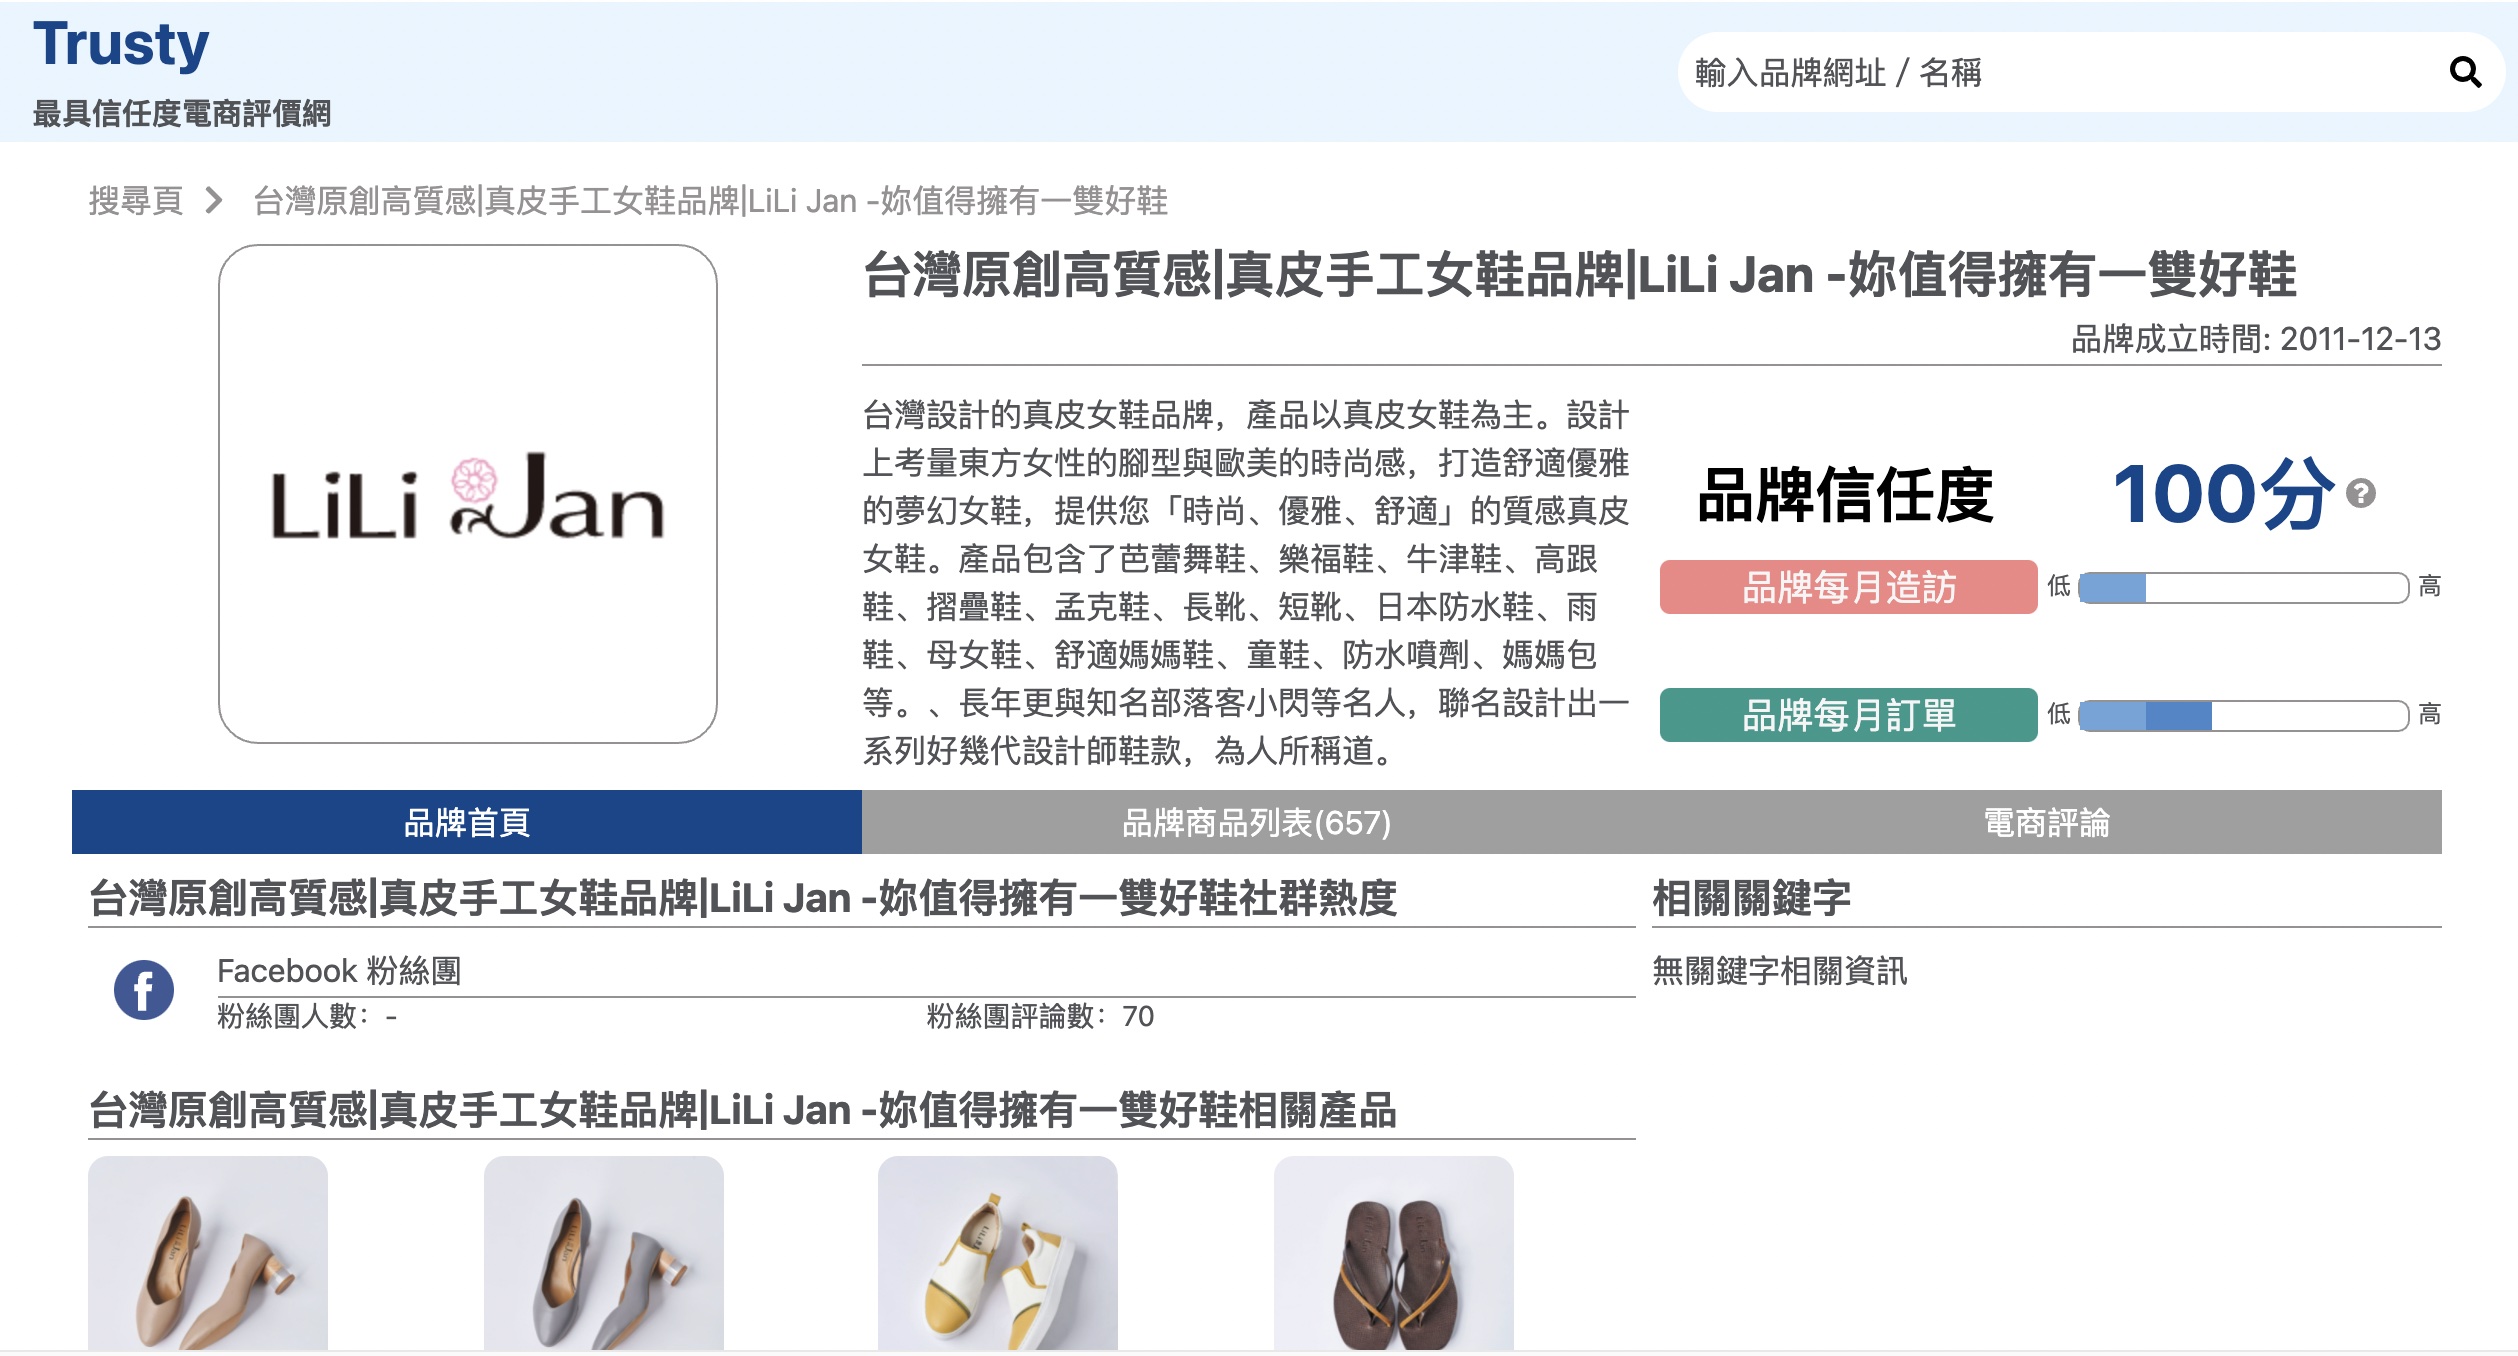 Trusty
最具信任度電商評價網
輸入品牌網址 / 名稱
搜尋頁
台灣原創高質感|真皮手工女鞋品牌|LiLi Jan -妳值得擁有一雙好鞋
LiLi Jan
台灣原創高質感|真皮手工女鞋品牌|LiLi Jan -妳值得擁有一雙好鞋
品牌成立時間: 2011-12-13
台灣設計的真皮女鞋品牌，產品以真皮女鞋為主。設計
上考量東方女性的腳型與歐美的時尚感，打造舒適優雅
的夢幻女鞋，提供您「時尚、優雅、舒適」的質感真皮
女鞋。產品包含了芭蕾舞鞋、樂福鞋、牛津鞋、高跟
鞋、摺疊鞋、孟克鞋、長靴、短靴、日本防水鞋、雨
鞋、母女鞋、舒適媽媽鞋、童鞋、防水噴劑、媽媽包
等。、長年更與知名部落客小閃等名人，聯名設計出一
系列好幾代設計師鞋款，為人所稱道。
品牌信任度
100分
品牌每月造訪
低
高
品牌每月訂單
低
高
品牌首頁
品牌商品列表(657)
電商評論
台灣原創高質感|真皮手工女鞋品牌|LiLi Jan -妳值得擁有一雙好鞋社群熱度
Facebook 粉絲團
粉絲團人數：-
粉絲團評論數：70
相關關鍵字
無關鍵字相關資訊
台灣原創高質感|真皮手工女鞋品牌|LiLi Jan -妳值得擁有一雙好鞋相關產品